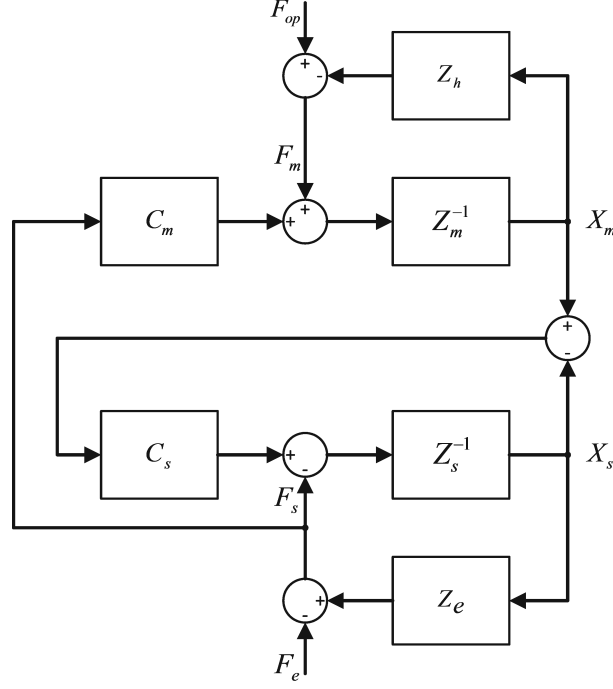 F_op
+
-
Z_h
F_m
C_m
+
+
Z_m^-1
X_m
+
-
C_s
+
-
Z_s^-1
X_s
F_s
+
-
Z_e
F_e